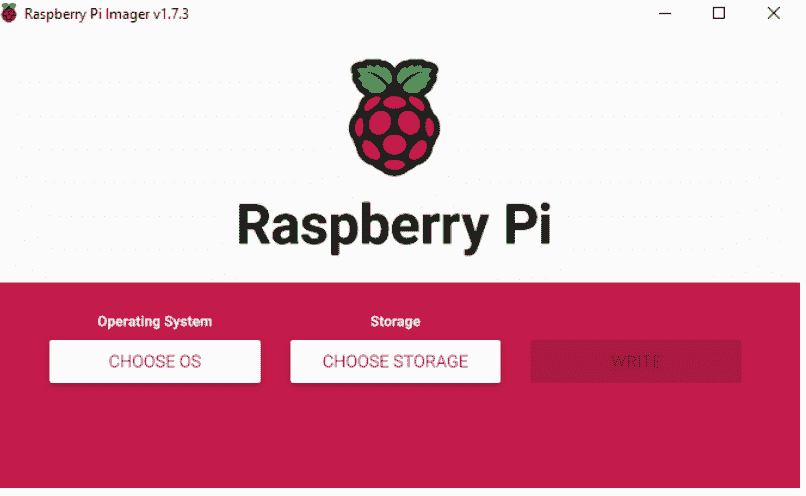 Raspberry Pi Imager v1.7.3
Raspberry Pi
Operating System
Storage
CHOOSE OS
CHOOSE STORAGE
WRITE